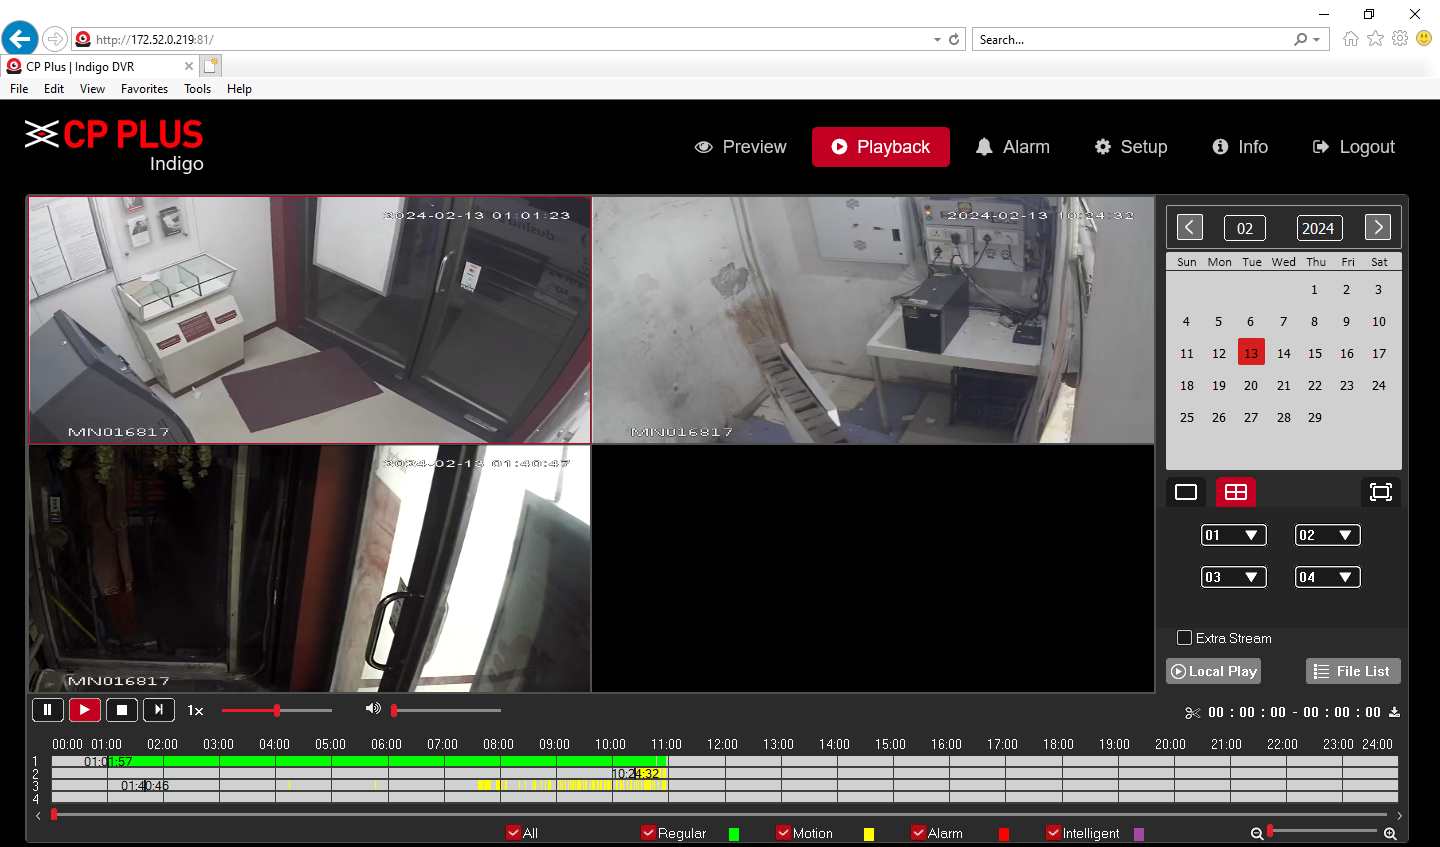 http://172.52.0.219:81/
Search...
CP Plus | Indigo DVR
File Edit View Favorites Tools Help
CP PLUS
Indigo
Preview Playback Alarm Setup Info Logout
2024-02-13 01:01:23
MN016817
2024-02-13 10:24:32
MN016817
2024-02-13 01:40:47
MN016817
02 2024
Sun Mon Tue Wed Thu Fri Sat
1 2 3
4 5 6 7 8 9 10
11 12 13 14 15 16 17
18 19 20 21 22 23 24
25 26 27 28 29
01 02
03 04
Extra Stream
Local Play File List
1x
00 : 00 : 00 - 00 : 00 : 00
00:00 01:00 02:00 03:00 04:00 05:00 06:00 07:00 08:00 09:00 10:00 11:00 12:00 13:00 14:00 15:00 16:00 17:00 18:00 19:00 20:00 21:00 22:00 23:00 24:00
1 01:01:57
2 10:24:32
3 01:40:46
4
All Regular Motion Alarm Intelligent